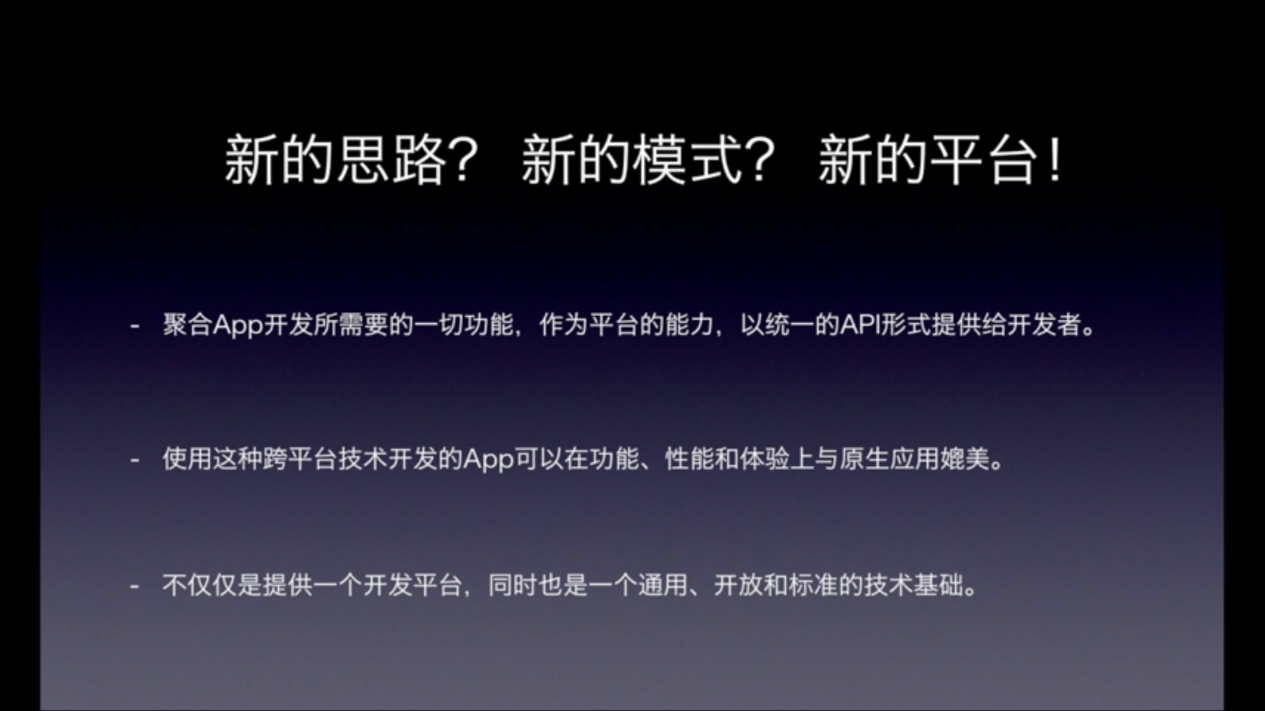 新的思路？ 新的模式？ 新的平台！
- 聚合App开发所需要的一切功能，作为平台的能力，以统一的API形式提供给开发者。
- 使用这种跨平台技术开发的App可以在功能、性能和体验上与原生应用媲美。
- 不仅仅是提供一个开发平台，同时也是一个通用、开放和标准的技术基础。